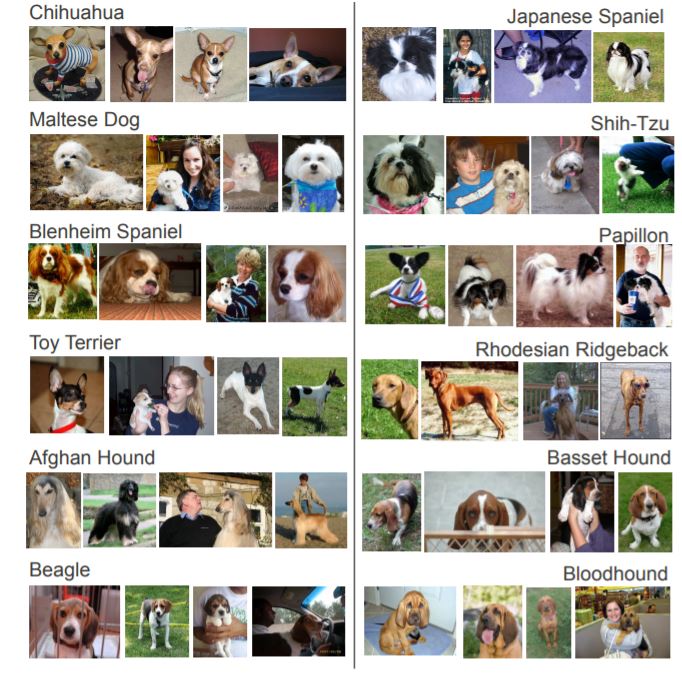 Chihuahua
Japanese Spaniel
Maltese Dog
Shih-Tzu
Blenheim Spaniel
Papillon
Toy Terrier
Rhodesian Ridgeback
Afghan Hound
Basset Hound
Beagle
Bloodhound